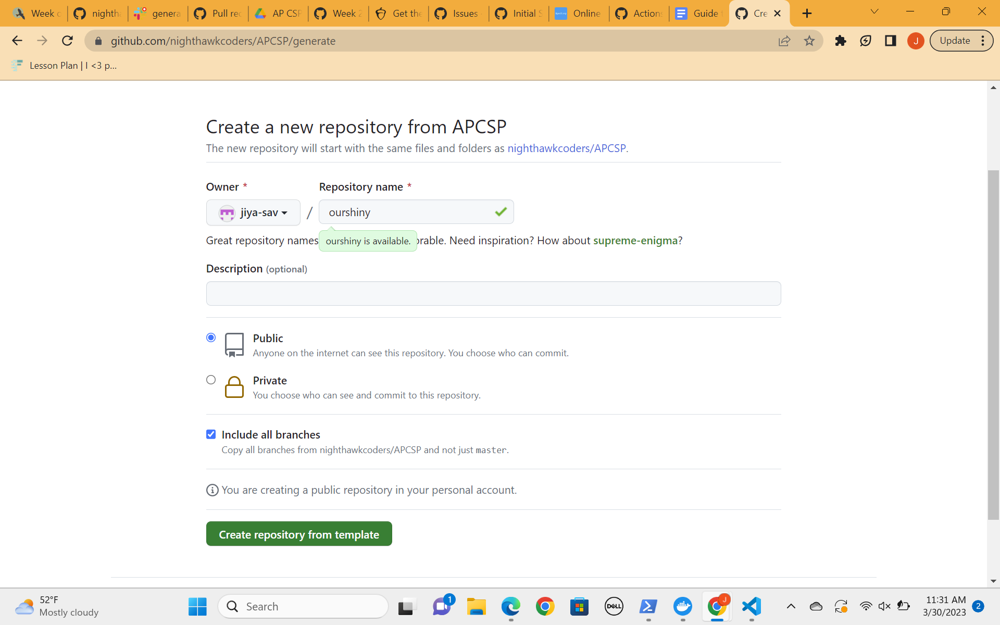 Week o
nightha
genera
Pull rec
AP CSP
Week 2
Get the
Issues
Initial S
Online
Actions
Guide
Cre
github.com/nighthawkcoders/APCSP/generate
J
Update
Lesson Plan | I <3 p...
Create a new repository from APCSP
The new repository will start with the same files and folders as nighthawkcoders/APCSP.
Owner *
Repository name *
jiya-sav
/
ourshiny
Great repository names
ourshiny is available.
orable. Need inspiration? How about supreme-enigma?
Description (optional)
Public
Anyone on the internet can see this repository. You choose who can commit.
Private
You choose who can see and commit to this repository.
Include all branches
Copy all branches from nighthawkcoders/APCSP and not just master.
You are creating a public repository in your personal account.
Create repository from template
52°F
Mostly cloudy
Search
1
DELL
J
11:31 AM
3/30/2023
2